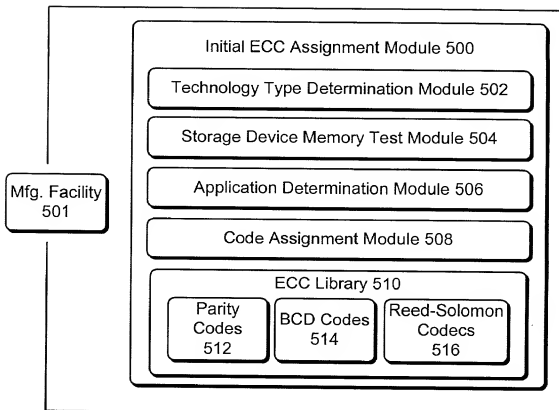 Initial ECC Assignment Module 500
Technology Type Determination Module 502
Storage Device Memory Test Module 504
Mfg. Facility
501
Application Determination Module 506
Code Assignment Module 508
ECC Library 510
Parity
Codes
512
BCD Codes
514
Reed-Solomon
Codecs
516